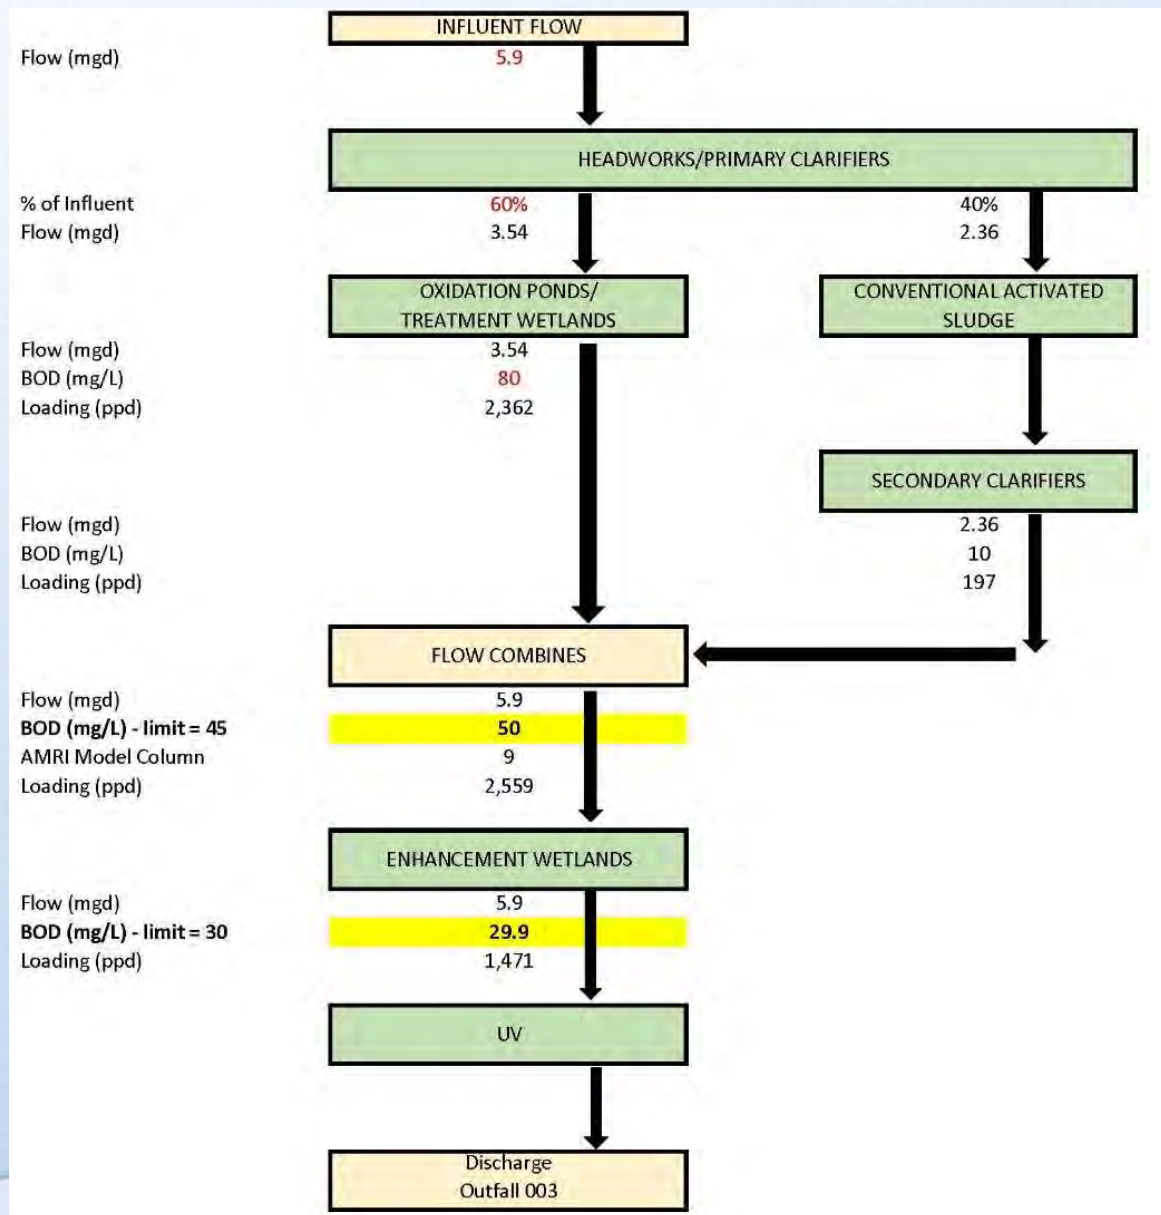 INFLUENT FLOW
Flow (mgd) 5.9
HEADWORKS/PRIMARY CLARIFIERS
% of Influent 60% 40%
Flow (mgd) 3.54 2.36
OXIDATION PONDS/ CONVENTIONAL ACTIVATED
TREATMENT WETLANDS SLUDGE
Flow (mgd) 3.54
BOD (mg/L) 80
Loading (ppd) 2,362
SECONDARY CLARIFIERS
Flow (mgd) 2.36
BOD (mg/L) 10
Loading (ppd) 197
FLOW COMBINES
Flow (mgd) 5.9
BOD (mg/L) - limit = 45 50
AMRI Model Column 9
Loading (ppd) 2,559
ENHANCEMENT WETLANDS
Flow (mgd) 5.9
BOD (mg/L) - limit = 30 29.9
Loading (ppd) 1,471
UV
Discharge
Outfall 003